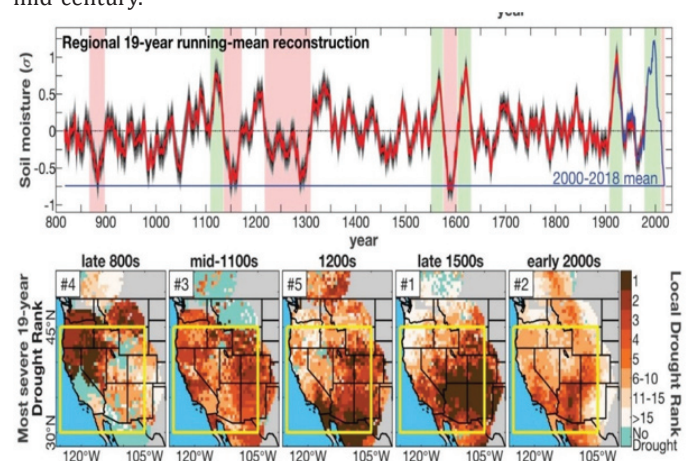 mid-century.
year
Regional 19-year running-mean reconstruction
Soil moisture (σ)
1
0.5
0
-0.5
-1
2000-2018 mean
800 900 1000 1100 1200 1300 1400 1500 1600 1700 1800 1900 2000
year
late 800s mid-1100s 1200s late 1500s early 2000s
Most severe 19-year
Drought Rank
45°N
30°N
#4 #3 #5 #1 #2
120°W 105°W 120°W 105°W 120°W 105°W 120°W 105°W 120°W 105°W
1
2
3
4
5
6-10
11-15
>15
No
Drought
Local Drought Rank